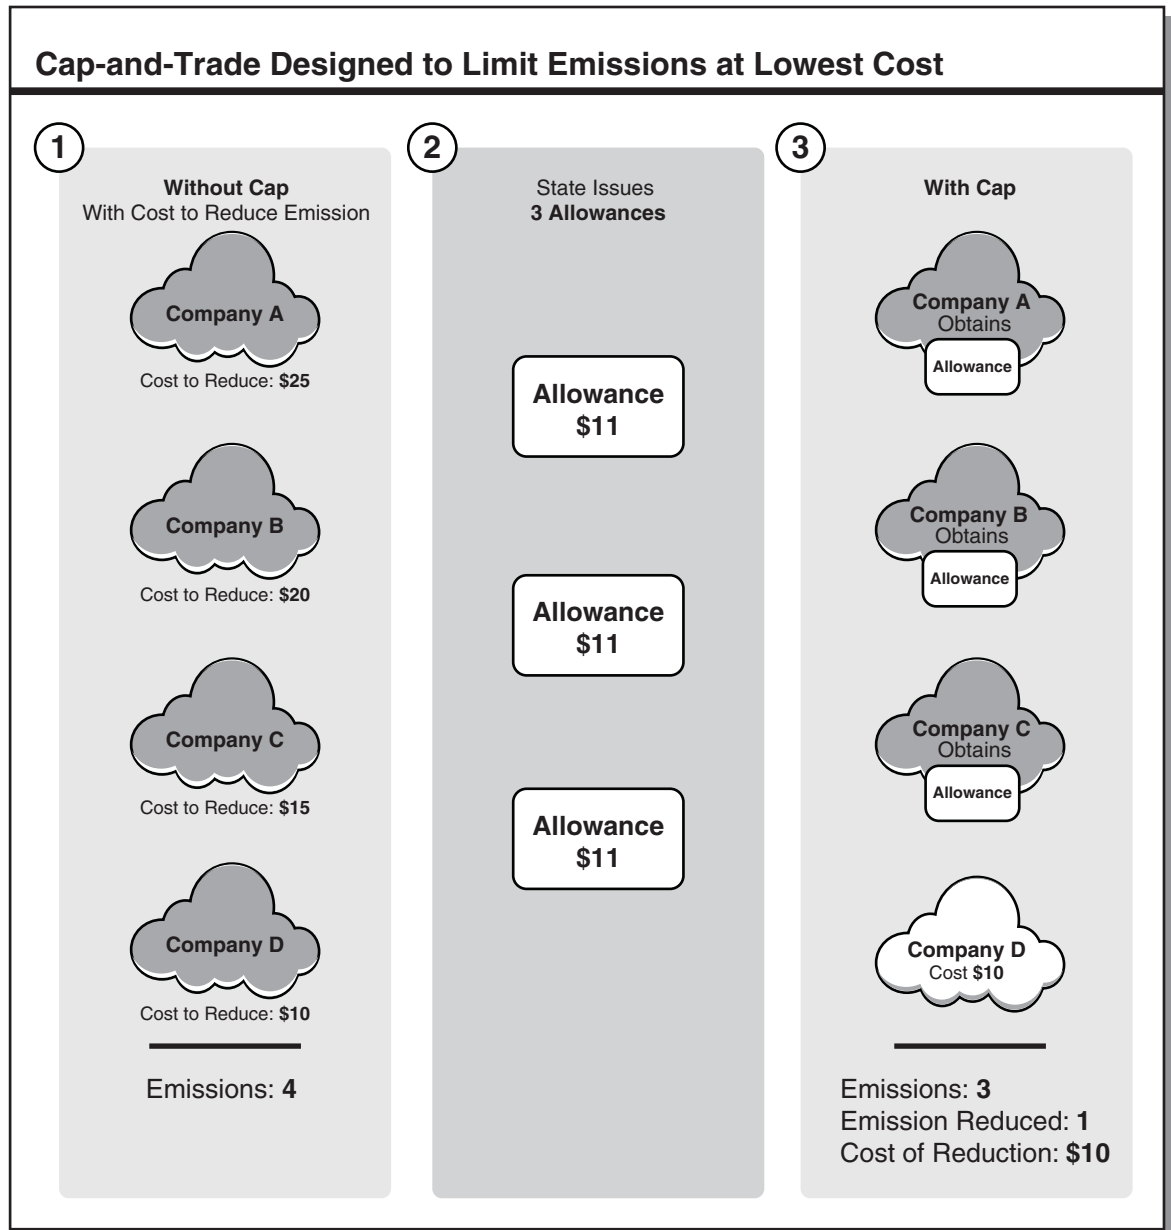 Cap-and-Trade Designed to Limit Emissions at Lowest Cost
1
Without Cap
With Cost to Reduce Emission
Company A
Cost to Reduce: $25
Company B
Cost to Reduce: $20
Company C
Cost to Reduce: $15
Company D
Cost to Reduce: $10
Emissions: 4
2
State Issues
3 Allowances
Allowance
$11
Allowance
$11
Allowance
$11
3
With Cap
Company A
Obtains
Allowance
Company B
Obtains
Allowance
Company C
Obtains
Allowance
Company D
Cost $10
Emissions: 3
Emission Reduced: 1
Cost of Reduction: $10